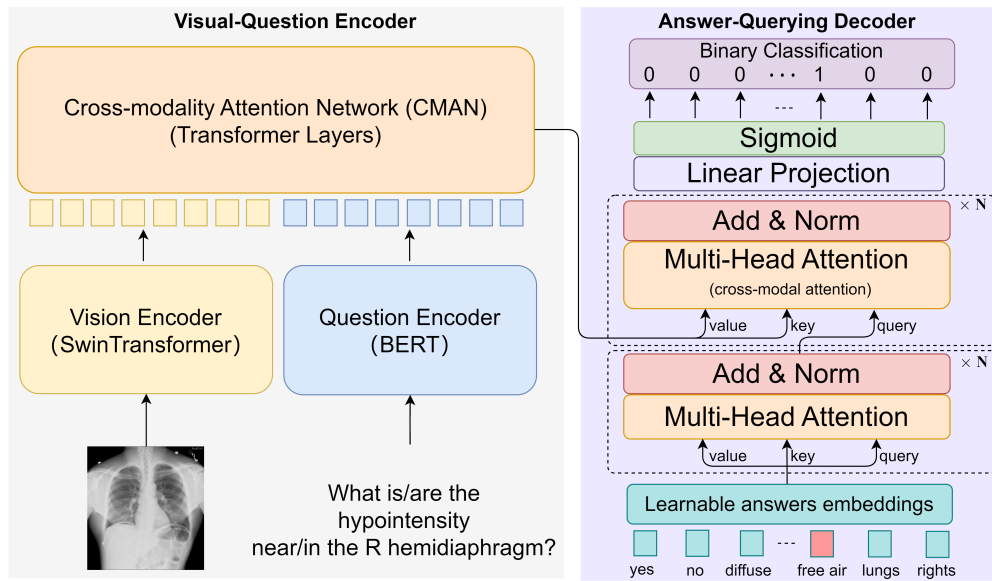 Visual-Question Encoder
Cross-modality Attention Network (CMAN)
(Transformer Layers)
Vision Encoder
(SwinTransformer)
Question Encoder
(BERT)
What is/are the
hypointensity
near/in the R hemidiaphragm?
Answer-Querying Decoder
Binary Classification
0 0 0 ··· 1 0 0
---
Sigmoid
Linear Projection
× N
Add & Norm
Multi-Head Attention
(cross-modal attention)
value key query
× N
Add & Norm
Multi-Head Attention
value key query
Learnable answers embeddings
---
yes no diffuse free air lungs rights